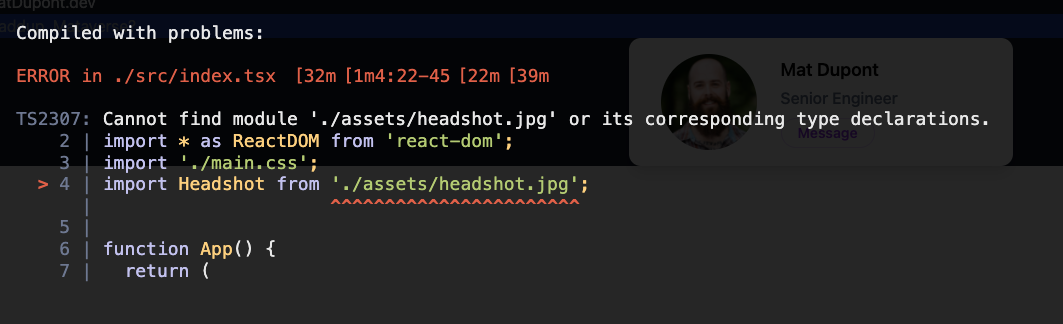 atDupont.dev
Compiled with problems:
Mat Dupont
ERROR in ./src/index.tsx [32m [1m4:22-45 [22m [39m
Senior Engineer
TS2307: Cannot find module './assets/headshot.jpg' or its corresponding type declarations.
Message
2 | import * as ReactDOM from 'react-dom';
3 | import './main.css';
> 4 | import Headshot from './assets/headshot.jpg';
| ^^^^^^^^^^^^^^^^^^^^^^^
5 |
6 | function App() {
7 | return (